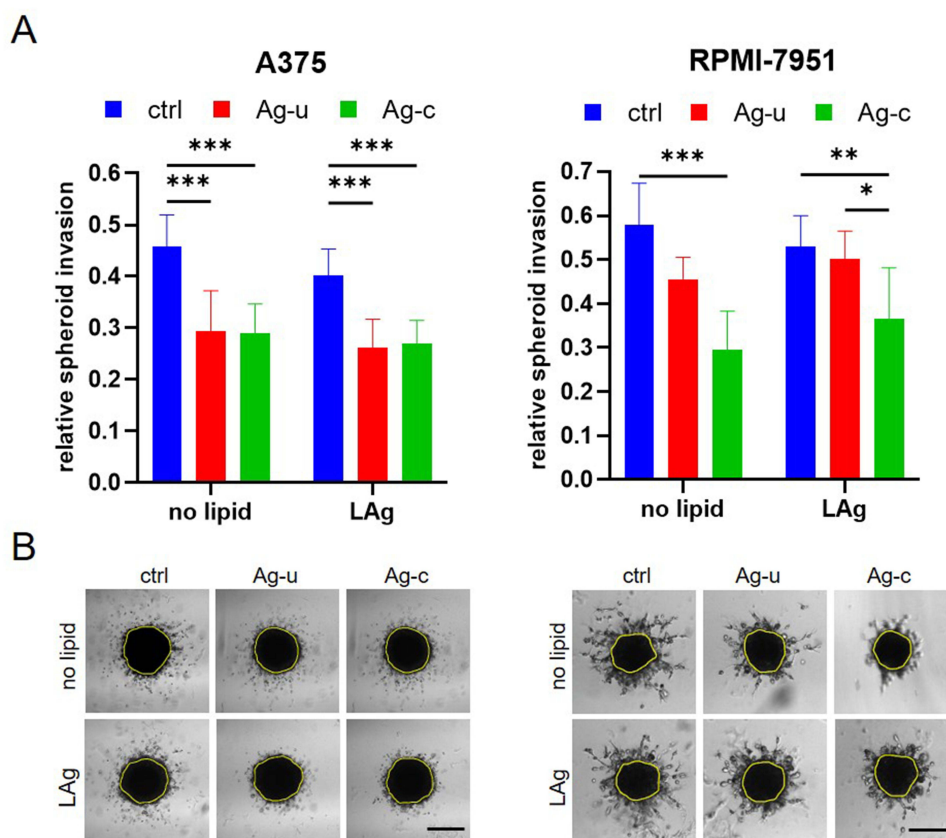 A
A375
ctrl Ag-u Ag-c
relative spheroid invasion
0.6
0.5
0.4
0.3
0.2
0.1
0.0
*** ***
*** ***
no lipid LAg
RPMI-7951
ctrl Ag-u Ag-c
relative spheroid invasion
0.7
0.6
0.5
0.4
0.3
0.2
0.1
0.0
*** **
*
no lipid LAg
B
ctrl Ag-u Ag-c
no lipid
LAg
ctrl Ag-u Ag-c
no lipid
LAg